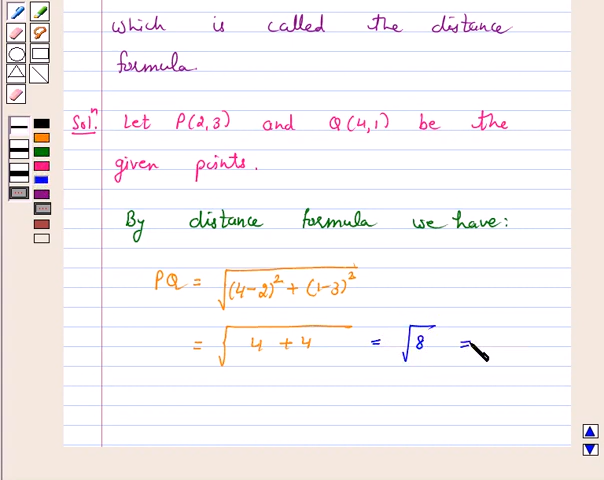 which is called the distance
formula.
Solⁿ. Let P(2,3) and Q(4,1) be the
given points.
By distance formula we have:
PQ = √((4-2)² + (1-3)²)
= √(4 + 4) = √8 =